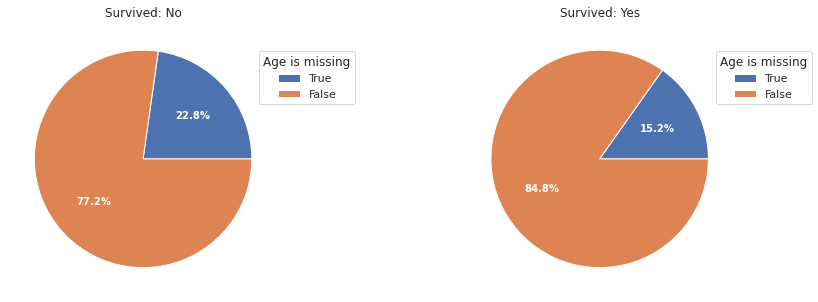 Survived: No
Age is missing
True
False
22.8%
77.2%
Survived: Yes
Age is missing
True
False
15.2%
84.8%